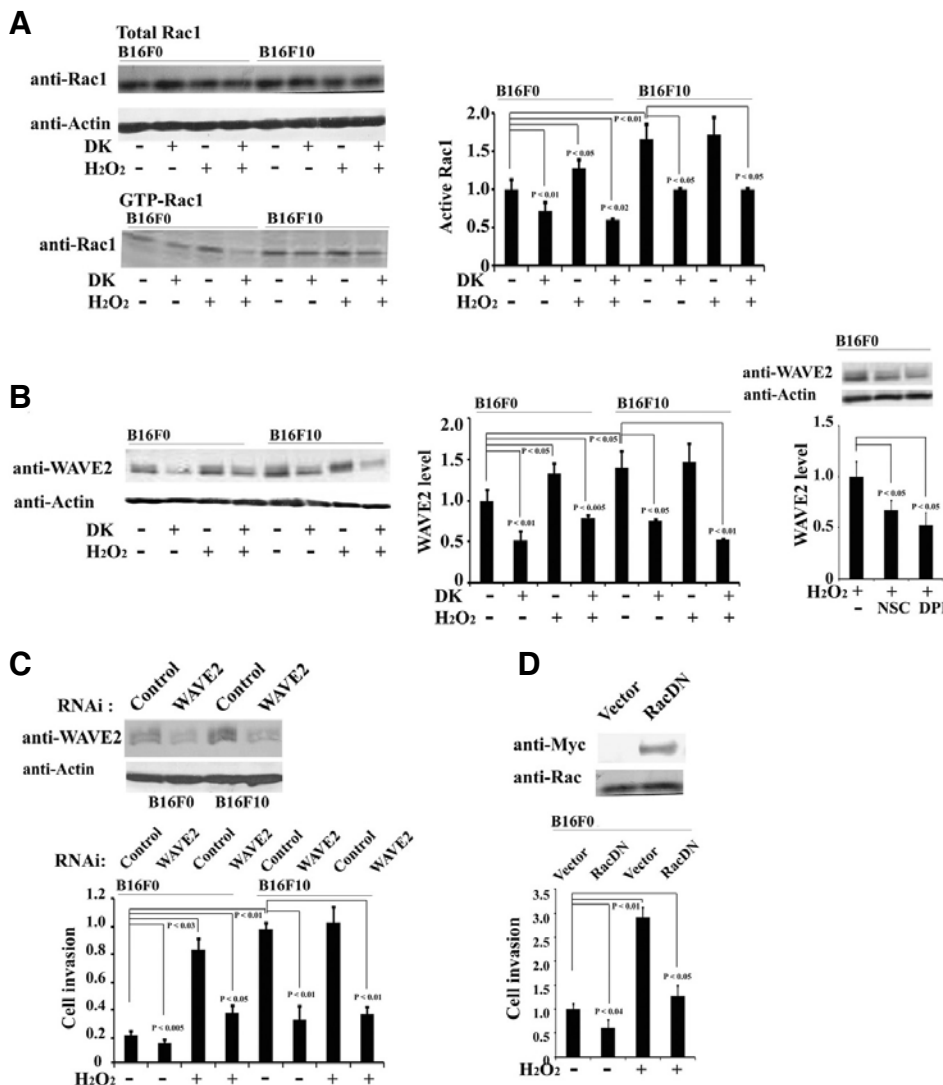 A
Total Rac1
B16F0 B16F10
anti-Rac1
anti-Actin
DK - + - + - + - +
H2O2 - - + + - - + +
GTP-Rac1
B16F0 B16F10
anti-Rac1
DK - + - + - + - +
H2O2 - - + + - - + +
B16F0 B16F10
Active Rac1
2.0
1.5
1.0
0.5
0
P < 0.01
P < 0.05
P < 0.01
P < 0.02
P < 0.05
P < 0.05
DK - + - + - + - +
H2O2 - - + + - - + +
B
B16F0 B16F10
anti-WAVE2
anti-Actin
DK - + - + - + - +
H2O2 - - + + - - + +
B16F0 B16F10
WAVE2 level
2.0
1.5
1.0
0.5
0
P < 0.05
P < 0.05
P < 0.01
P < 0.005
P < 0.05
P < 0.01
DK - + - + - + - +
H2O2 - - + + - - + +
B16F0
anti-WAVE2
anti-Actin
WAVE2 level
1.5
1.0
0.5
0
P < 0.05
P < 0.05
H2O2 + + +
- NSC DPI
C
RNAi : Control WAVE2 Control WAVE2
anti-WAVE2
anti-Actin
B16F0 B16F10
RNAi: Control WAVE2 Control WAVE2 Control WAVE2 Control WAVE2
B16F0 B16F10
Cell invasion
1.2
1.0
0.8
0.6
0.4
0.2
0
P < 0.01
P < 0.03
P < 0.005
P < 0.05
P < 0.01
P < 0.01
H2O2 - - + + - - + +
D
Vector RacDN
anti-Myc
anti-Rac
B16F0
Vector RacDN Vector RacDN
Cell invasion
3.5
3.0
2.5
2.0
1.5
1.0
0.5
0
P < 0.01
P < 0.04
P < 0.05
H2O2 - - + +